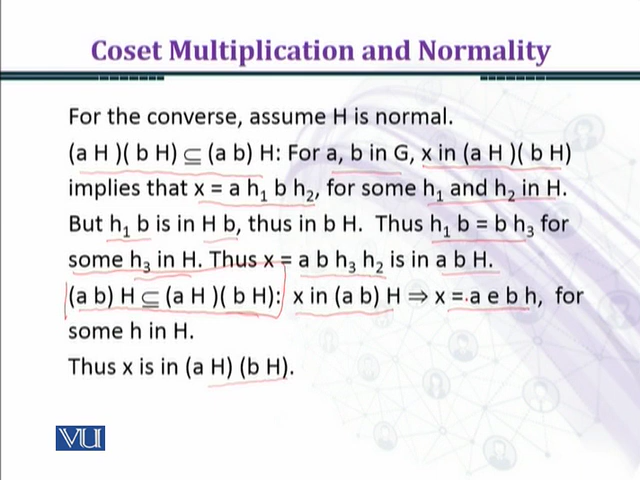 Coset Multiplication and Normality
For the converse, assume H is normal.
(a H )( b H) ⊆ (a b) H: For a, b in G, x in (a H )( b H)
implies that x = a h₁ b h₂, for some h₁ and h₂ in H.
But h₁ b is in H b, thus in b H. Thus h₁ b = b h₃ for
some h₃ in H. Thus x = a b h₃ h₂ is in a b H.
(a b) H ⊆ (a H )( b H): x in (a b) H ⇒ x = a e b h, for
some h in H.
Thus x is in (a H) (b H).
VU